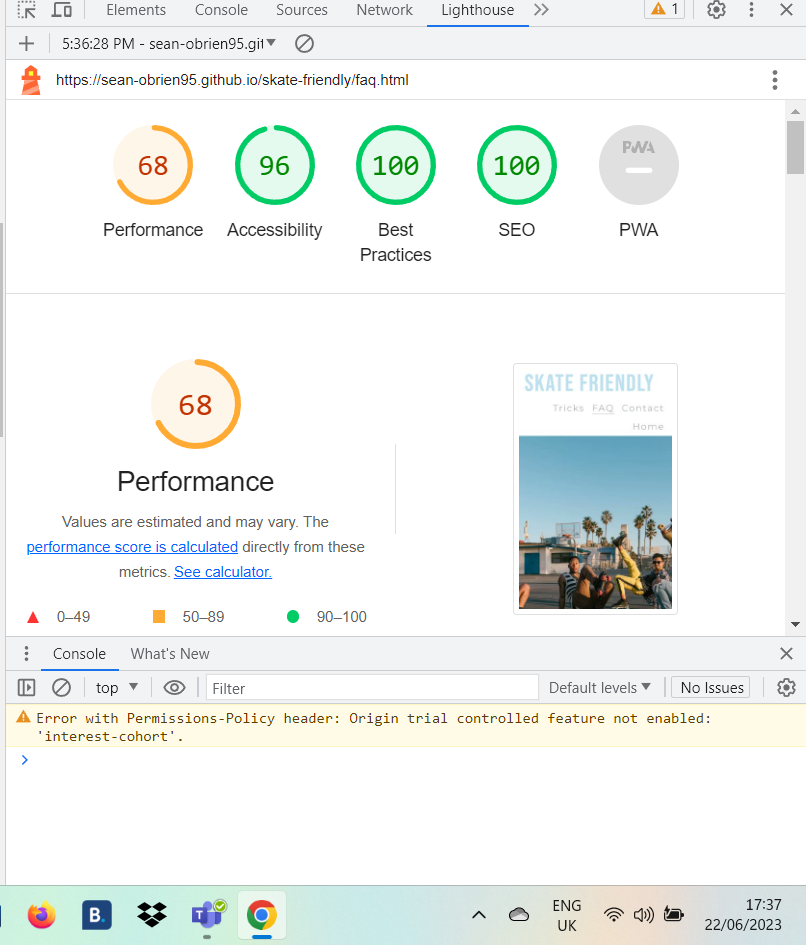 Elements Console Sources Network Lighthouse 1
5:36:28 PM - sean-obrien95.git
https://sean-obrien95.github.io/skate-friendly/faq.html
68 96 100 100 PWA
Performance Accessibility Best Practices SEO PWA
68
SKATE FRIENDLY
Tricks FAQ Contact
Home
Performance
Values are estimated and may vary. The
performance score is calculated directly from these
metrics. See calculator.
0–49 50–89 90–100
Console What's New
top Filter Default levels No Issues
Error with Permissions-Policy header: Origin trial controlled feature not enabled:
'interest-cohort'.
B. T ENG 17:37
UK 22/06/2023